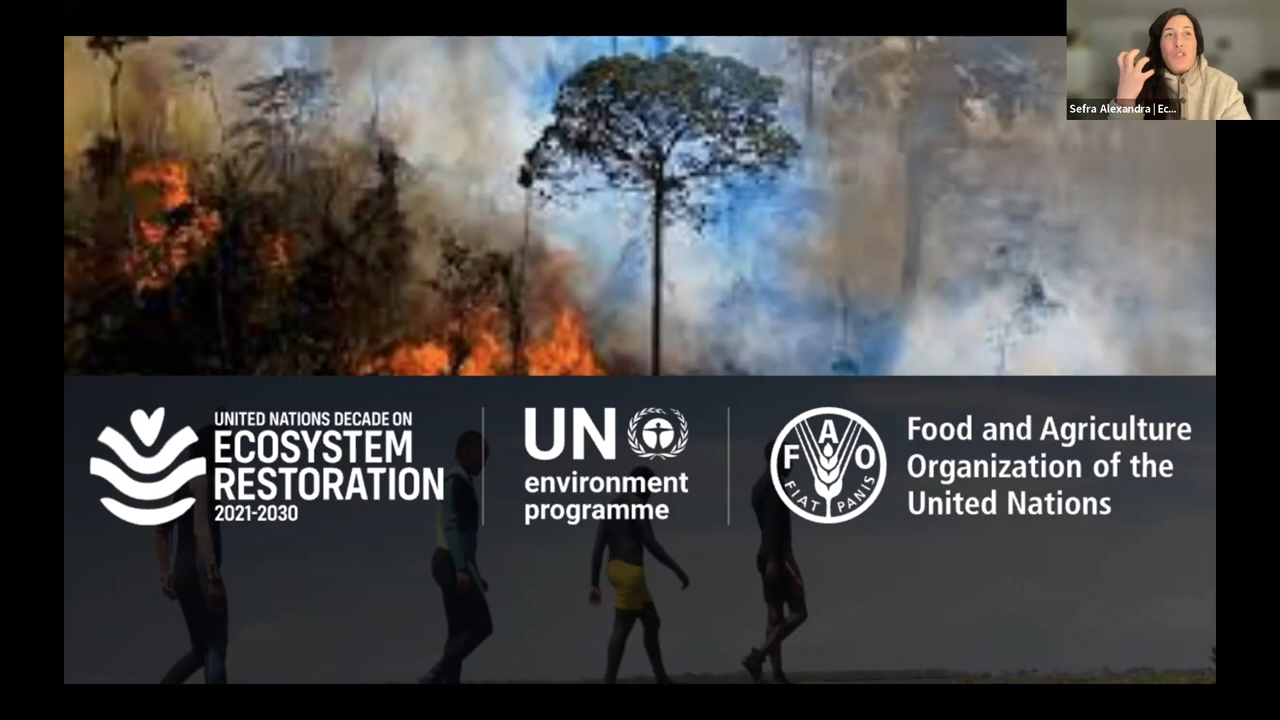 Sefra Alexandra | Ec...
UNITED NATIONS DECADE ON
ECOSYSTEM
RESTORATION
2021-2030
UN
environment
programme
FAO
FIAT PANIS
Food and Agriculture
Organization of the
United Nations